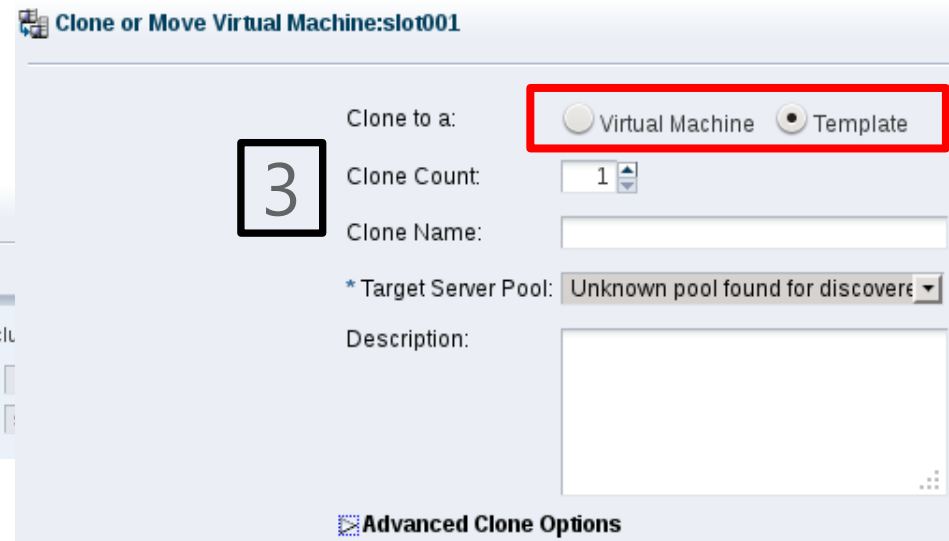 Clone or Move Virtual Machine:slot001
Clone to a: Virtual Machine Template
3
Clone Count: 1
Clone Name:
* Target Server Pool: Unknown pool found for discovere
Description:
Advanced Clone Options